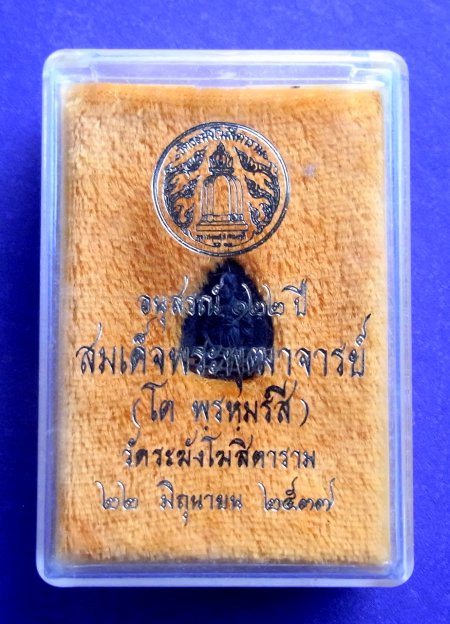 อนุสรณ์ ๑๒๒ ปี
สมเด็จพระพุฒาจารย์
(โต พรหฺมรํสี)
วัดระฆังโฆสิตาราม
๒๒ มิถุนายน ๒๕๓๗